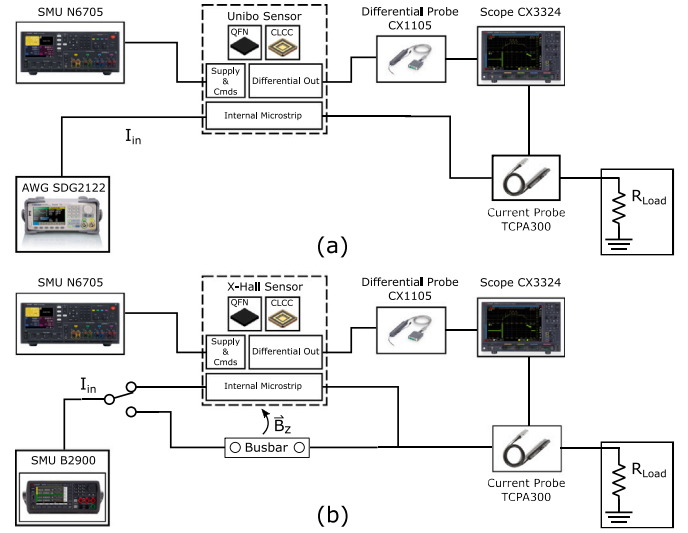 SMU N6705
Unibo Sensor
QFN
CLCC
Differential Probe
CX1105
Scope CX3324
Supply
&
Cmds
Differential Out
Internal Microstrip
Iin
AWG SDG2122
Current Probe
TCPA300
RLoad
(a)
SMU N6705
X-Hall Sensor
QFN
CLCC
Differential Probe
CX1105
Scope CX3324
Supply
&
Cmds
Differential Out
Internal Microstrip
Iin
B⃗z
Busbar
SMU B2900
Current Probe
TCPA300
RLoad
(b)